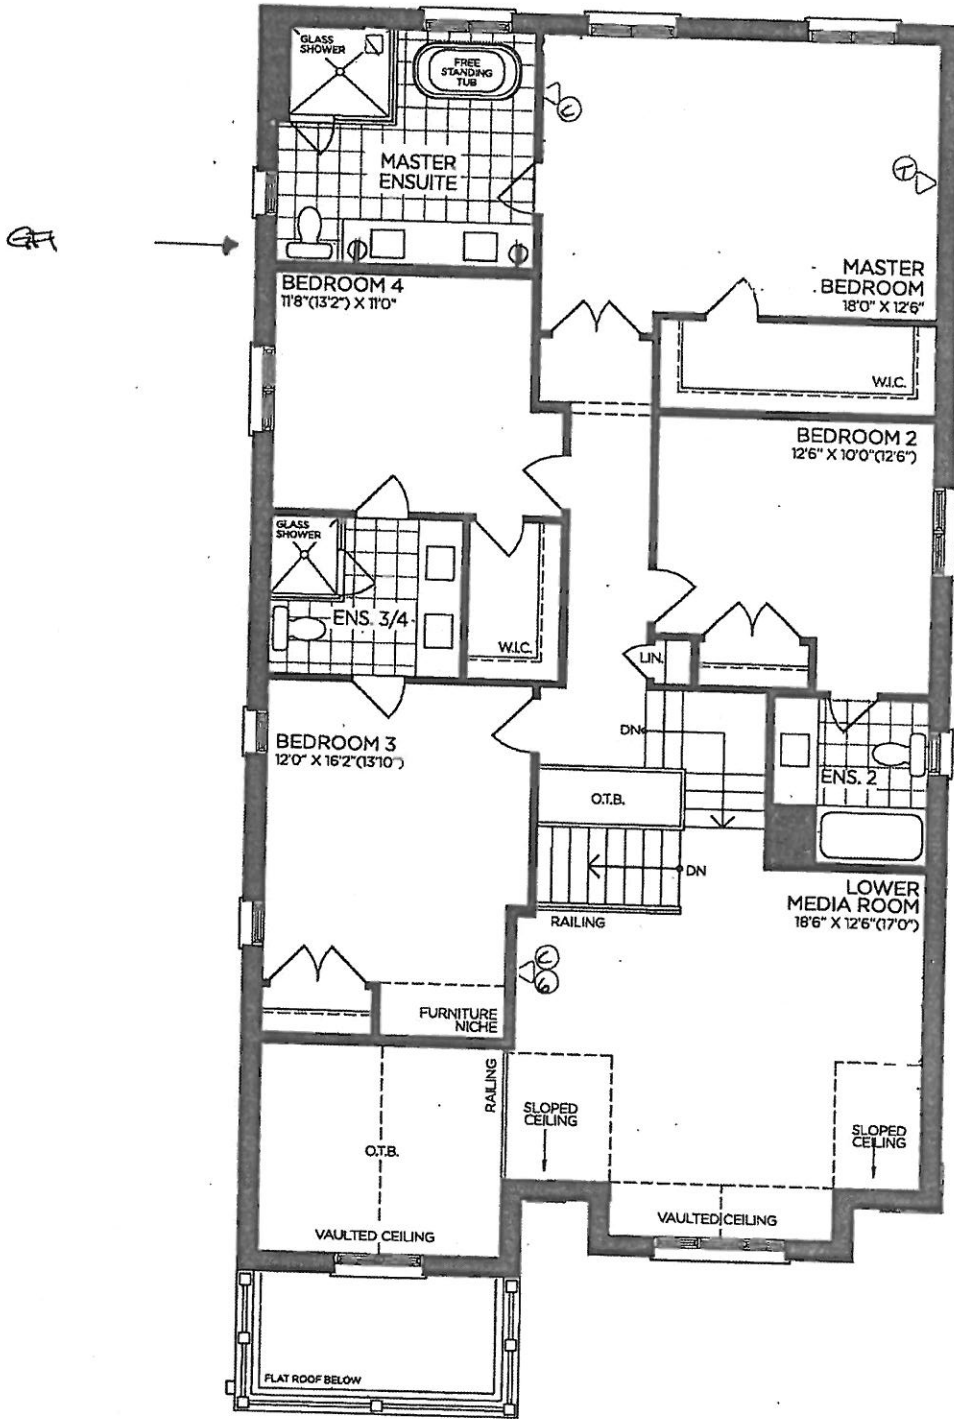 GLASS
SHOWER
FREE
STANDING
TUB
MASTER
ENSUITE
C
T
MASTER
BEDROOM
18'0" X 12'6"
BEDROOM 4
11'8"(13'2") X 11'0"
W.I.C.
BEDROOM 2
12'6" X 10'0"(12'6")
GLASS
SHOWER
ENS. 3/4
W.I.C.
LIN.
BEDROOM 3
12'0" X 16'2"(13'10")
DN
O.T.B.
ENS. 2
DN
RAILING
LOWER
MEDIA ROOM
18'6" X 12'6"(17'0")
C
6
FURNITURE
NICHE
RAILING
SLOPED
CEILING
SLOPED
CEILING
O.T.B.
VAULTED CEILING
VAULTED CEILING
FLAT ROOF BELOW